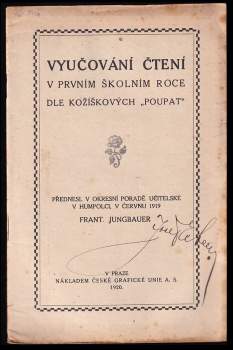 VYUČOVÁNÍ ČTENÍ
V PRVNÍM ŠKOLNÍM ROCE
DLE KOŽÍŠKOVÝCH „POUPAT“
PŘEDNESL V OKRESNÍ PORADĚ UČITELSKÉ
V HUMPOLCI, V ČERVNU 1919
FRANT. JUNGBAUER
V PRAZE
NÁKLADEM ČESKÉ GRAFICKÉ UNIE A. S.
1920.